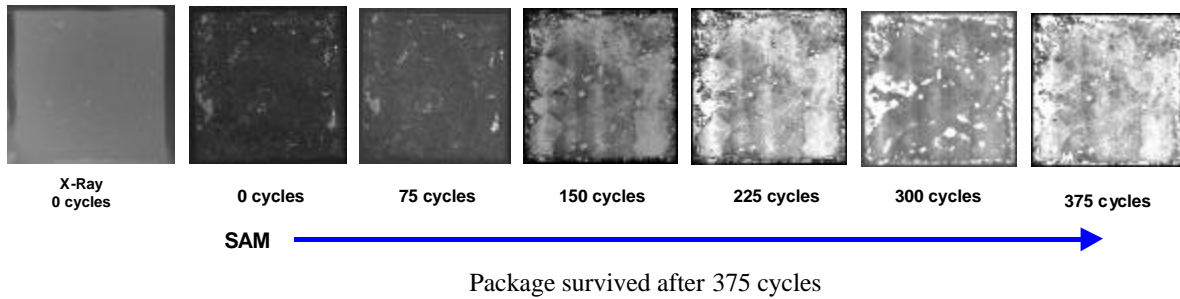 X-Ray
0 cycles
0 cycles
75 cycles
150 cycles
225 cycles
300 cycles
375 cycles
SAM
Package survived after 375 cycles